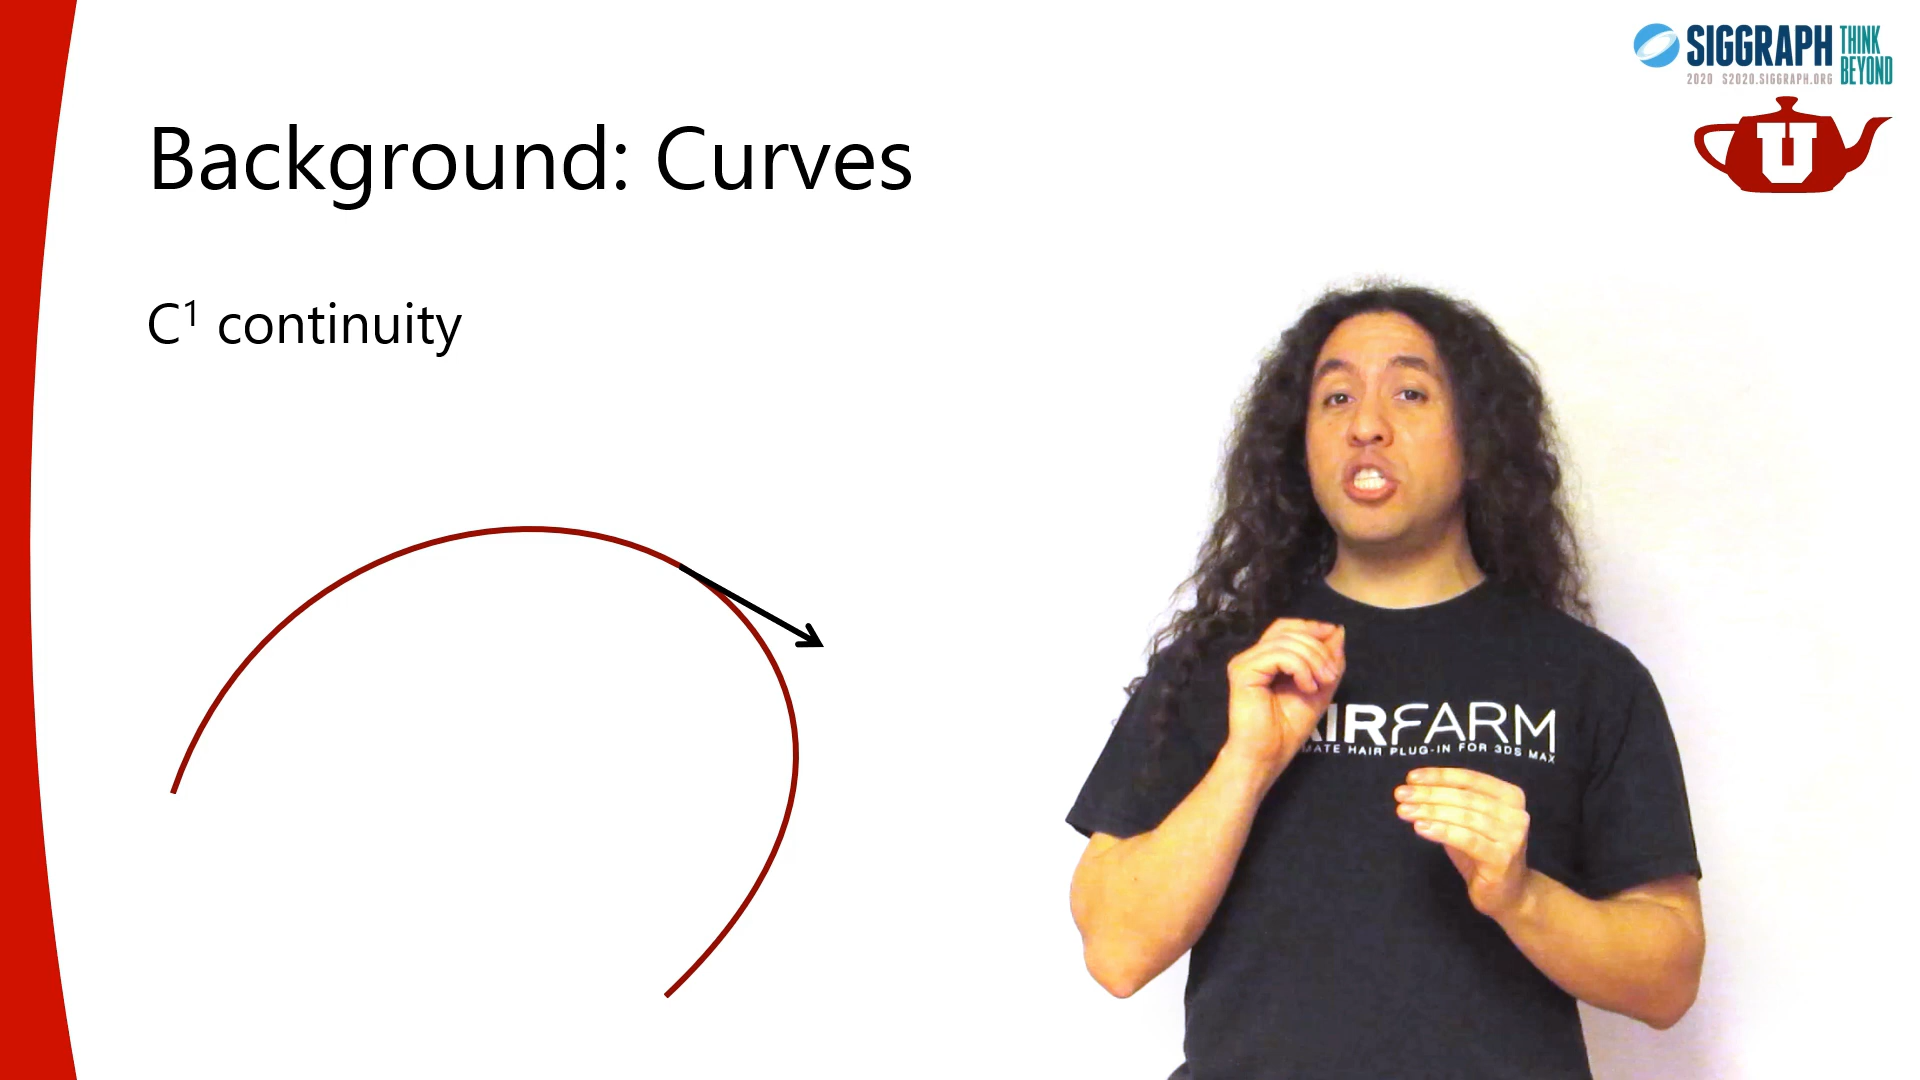 SIGGRAPH THINK BEYOND
2020 S2020.SIGGRAPH.ORG
U
Background: Curves
C¹ continuity
IRFARM
MATE HAIR PLUG-IN FOR 3DS MAX